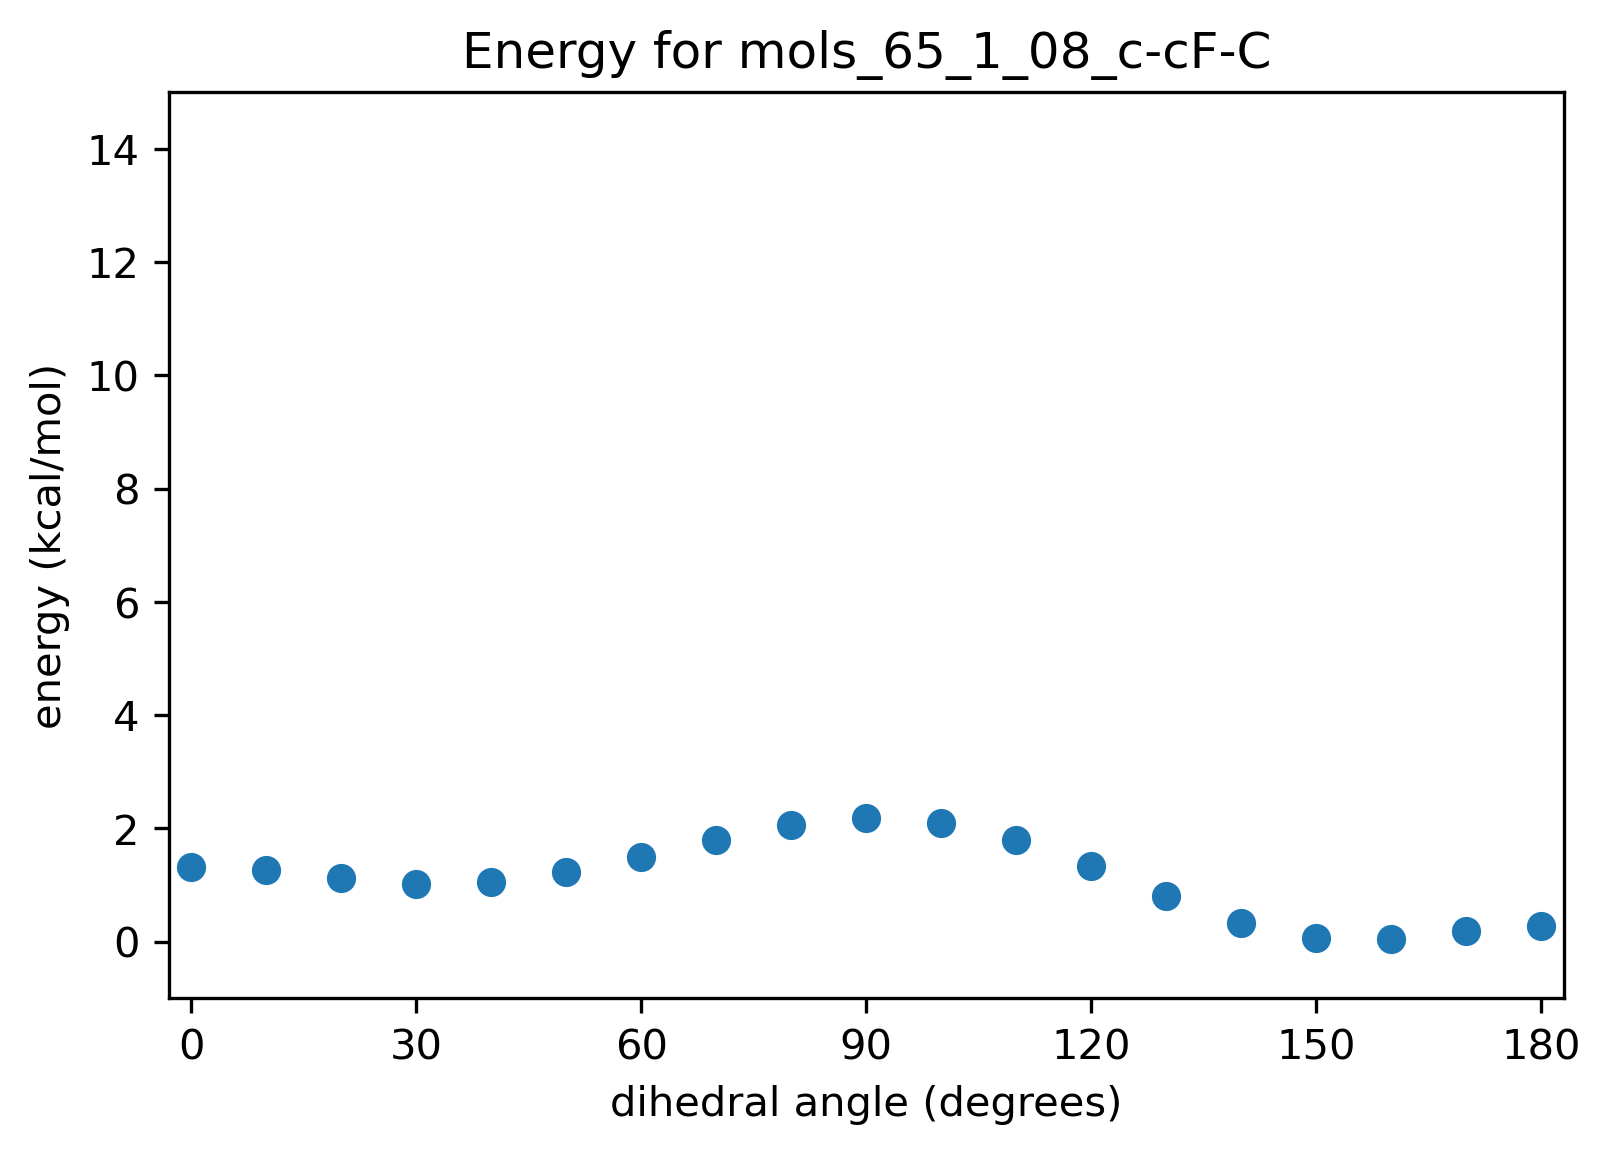 Energy for mols_65_1_08_c-cF-C
14
12
10
8
6
4
2
0
energy (kcal/mol)
0 30 60 90 120 150 180
dihedral angle (degrees)